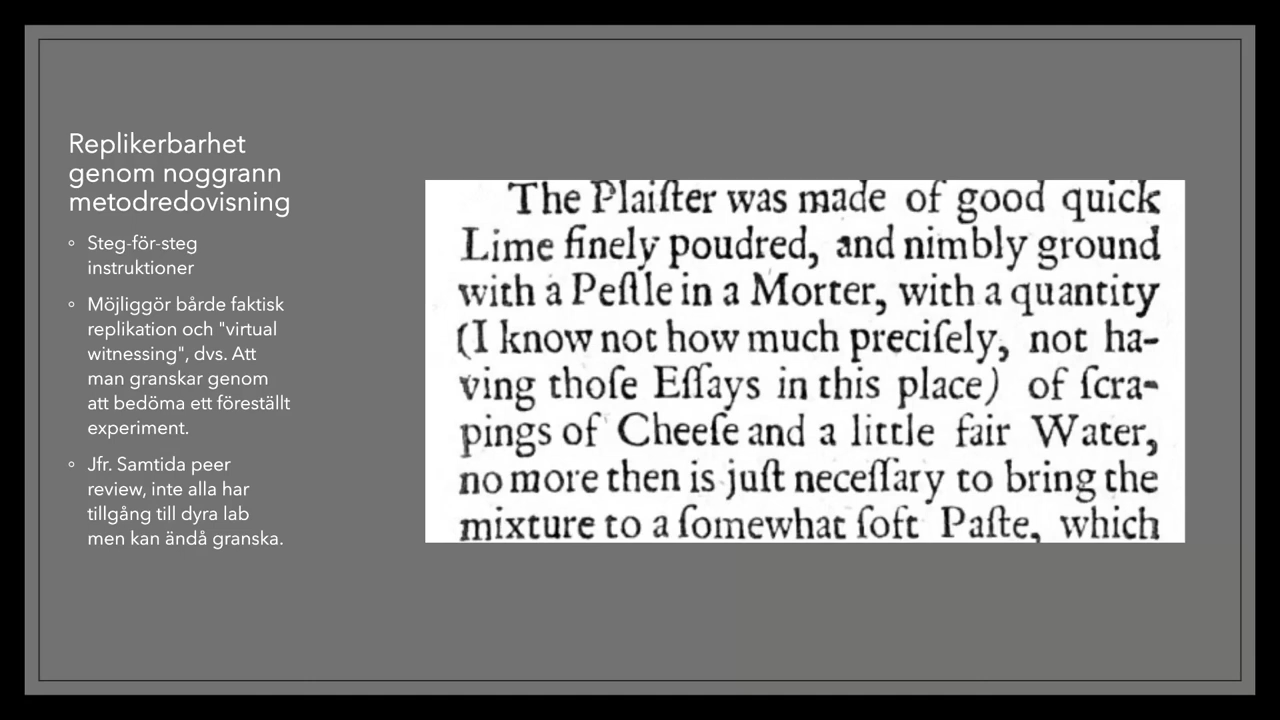 Replikerbarhet
genom noggrann
metodredovisning
◦ Steg-för-steg
instruktioner
◦ Möjliggör bårde faktisk
replikation och "virtual
witnessing", dvs. Att
man granskar genom
att bedöma ett föreställt
experiment.
◦ Jfr. Samtida peer
review, inte alla har
tillgång till dyra lab
men kan ändå granska.
The Plaiſter was made of good quick
Lime finely poudred, and nimbly ground
with a Peſtle in a Morter, with a quantity
(I know not how much preciſely, not ha-
ving thoſe Eſſays in this place) of ſcra-
pings of Cheeſe and a little fair Water,
no more then is juſt neceſſary to bring the
mixture to a ſomewhat ſoft Paſte, which